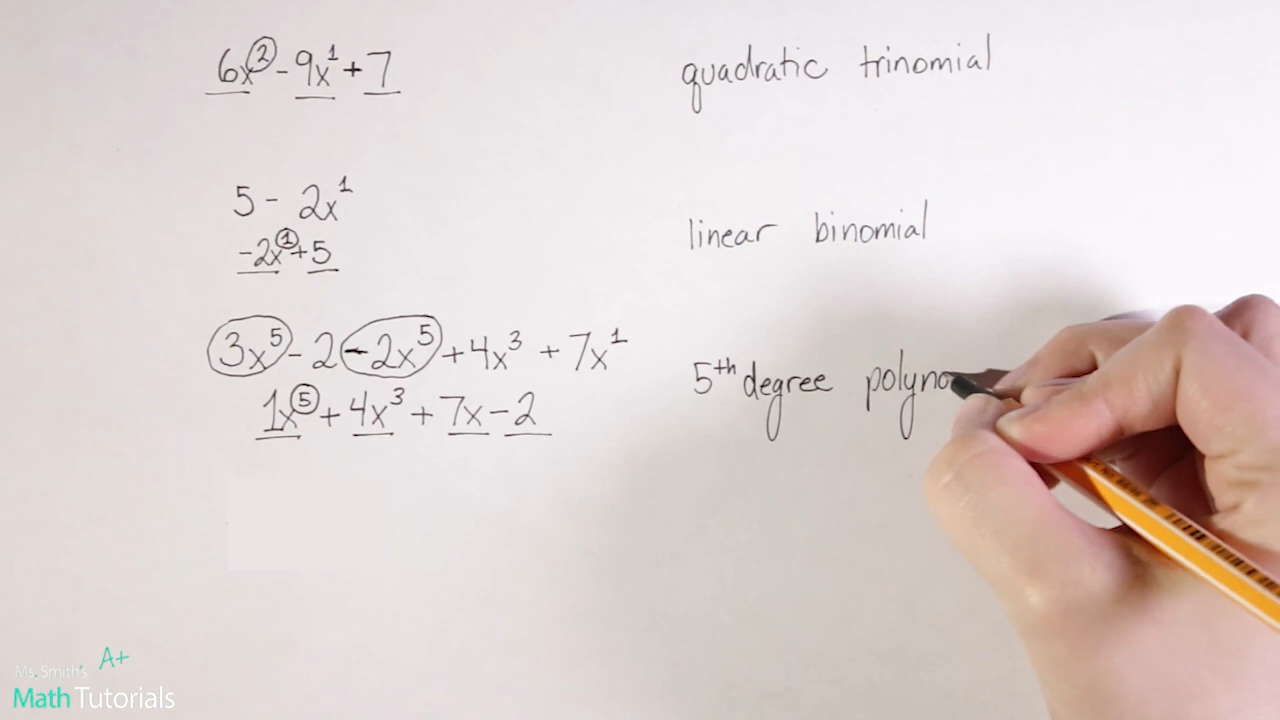 6x² - 9x¹ + 7 quadratic trinomial
5 - 2x¹
-2x¹ + 5 linear binomial
3x⁵ - 2 - 2x⁵ + 4x³ + 7x¹
1x⁵ + 4x³ + 7x - 2 5th degree polyno
Ms. Smith's A+
Math Tutorials